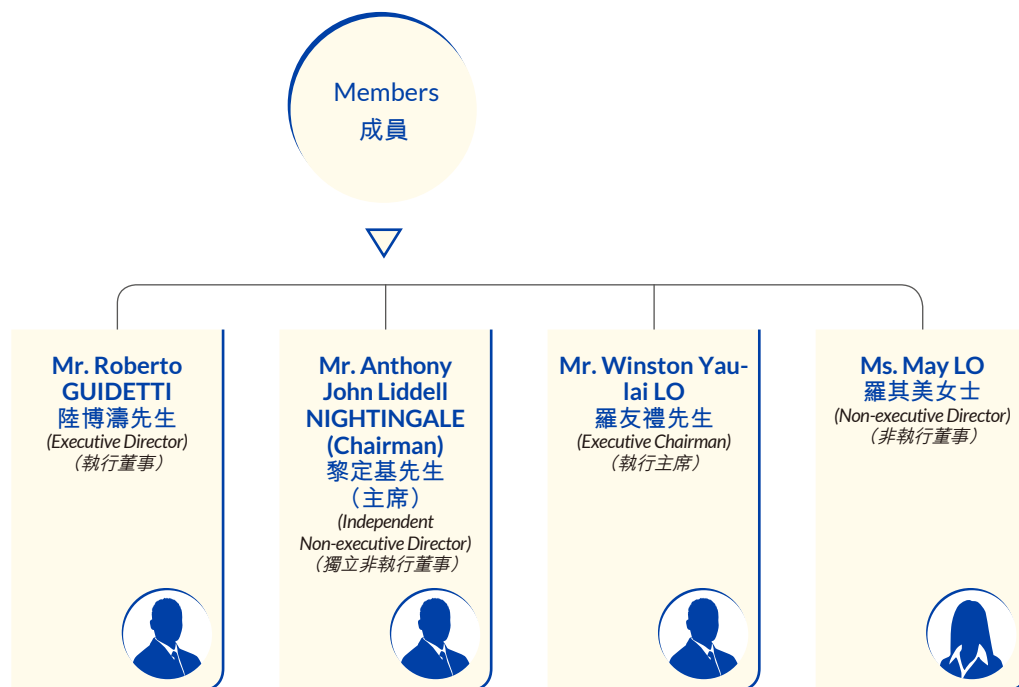 Members
成員
Mr. Roberto
GUIDETTI
陸博濤先生
(Executive Director)
（執行董事）
Mr. Anthony
John Liddell
NIGHTINGALE
(Chairman)
黎定基先生
（主席）
(Independent
Non-executive Director)
（獨立非執行董事）
Mr. Winston Yau-
lai LO
羅友禮先生
(Executive Chairman)
（執行主席）
Ms. May LO
羅其美女士
(Non-executive Director)
（非執行董事）